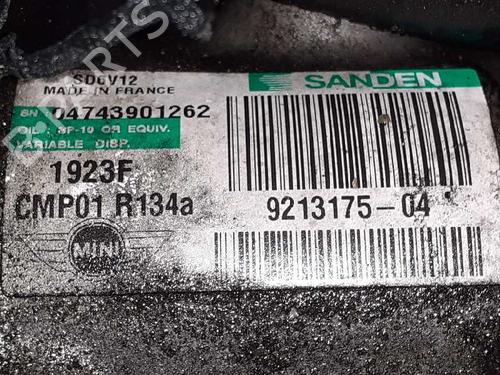 SD6V12
MADE IN FRANCE
SANDEN
SN 04743901262
OIL : SP-10 OR EQUIV.
VARIABLE DISP.
1923F
CMP01 R134a
9213175-04
MINI